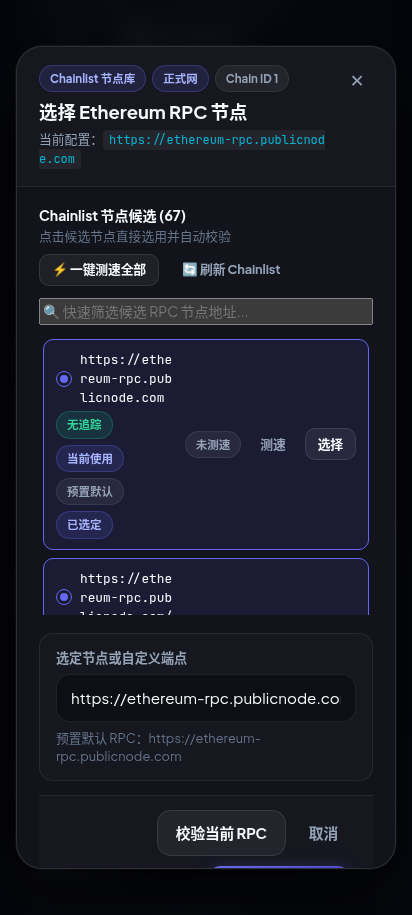 Chainlist 节点库 正式网 Chain ID 1 ✕
选择 Ethereum RPC 节点
当前配置： https://ethereum-rpc.publicnod
e.com
Chainlist 节点候选 (67)
点击候选节点直接选用并自动校验
⚡ 一键测速全部 🔄 刷新 Chainlist
🔍 快速筛选候选 RPC 节点地址...
https://ethe
reum-rpc.pub
licnode.com
无追踪
当前使用
预置默认
已选定
未测速 测速 选择
https://ethe
reum-rpc.pub
licnode.com/
选定节点或自定义端点
https://ethereum-rpc.publicnode.co
预置默认 RPC：https://ethereum-
rpc.publicnode.com
校验当前 RPC 取消